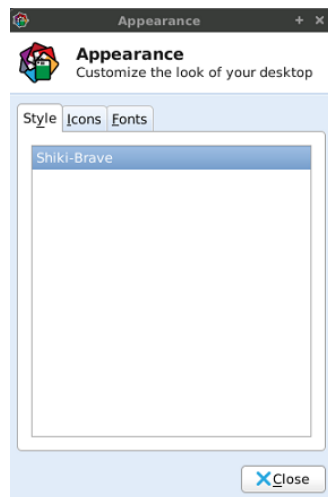 Appearance
Appearance
Customize the look of your desktop
Style Icons Fonts
Shiki-Brave
Close